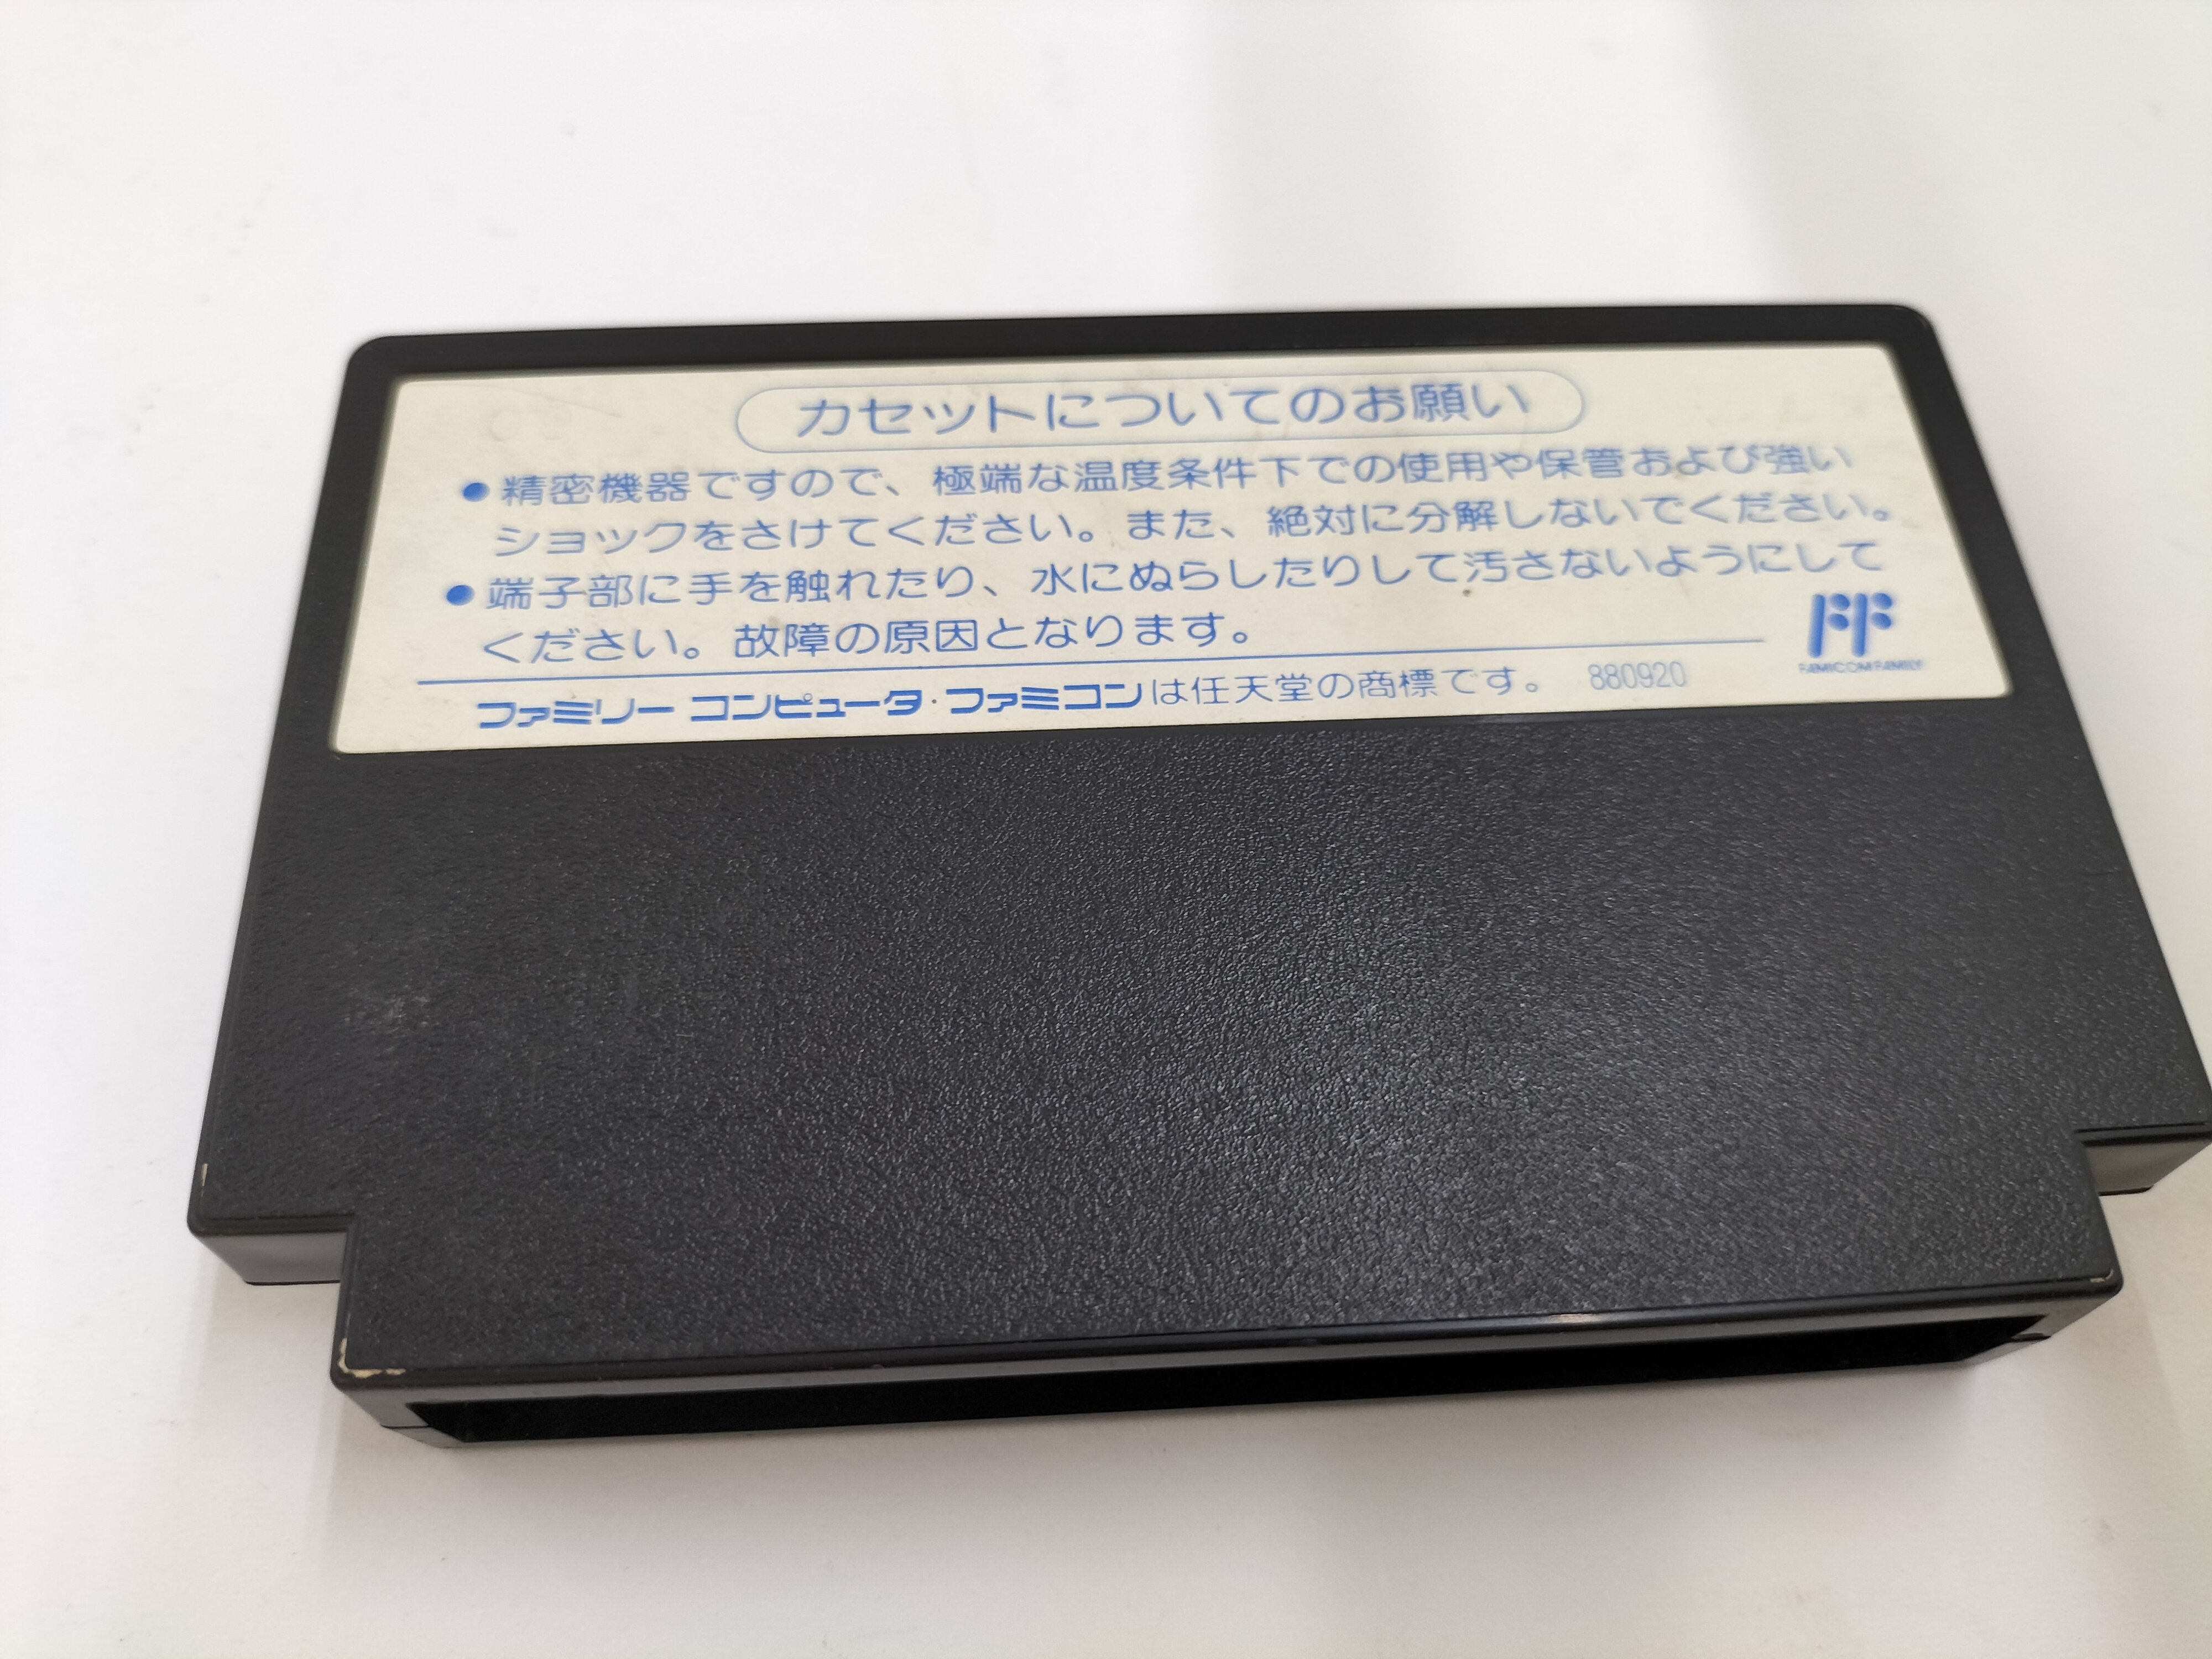 カセットについてのお願い
●精密機器ですので、極端な温度条件下での使用や保管および強い
ショックをさけてください。また、絶対に分解しないでください。
●端子部に手を触れたり、水にぬらしたりして汚さないようにして
ください。故障の原因となります。
FF
FAMICOM FAMILY
ファミリー コンピュータ・ファミコンは任天堂の商標です。 880920